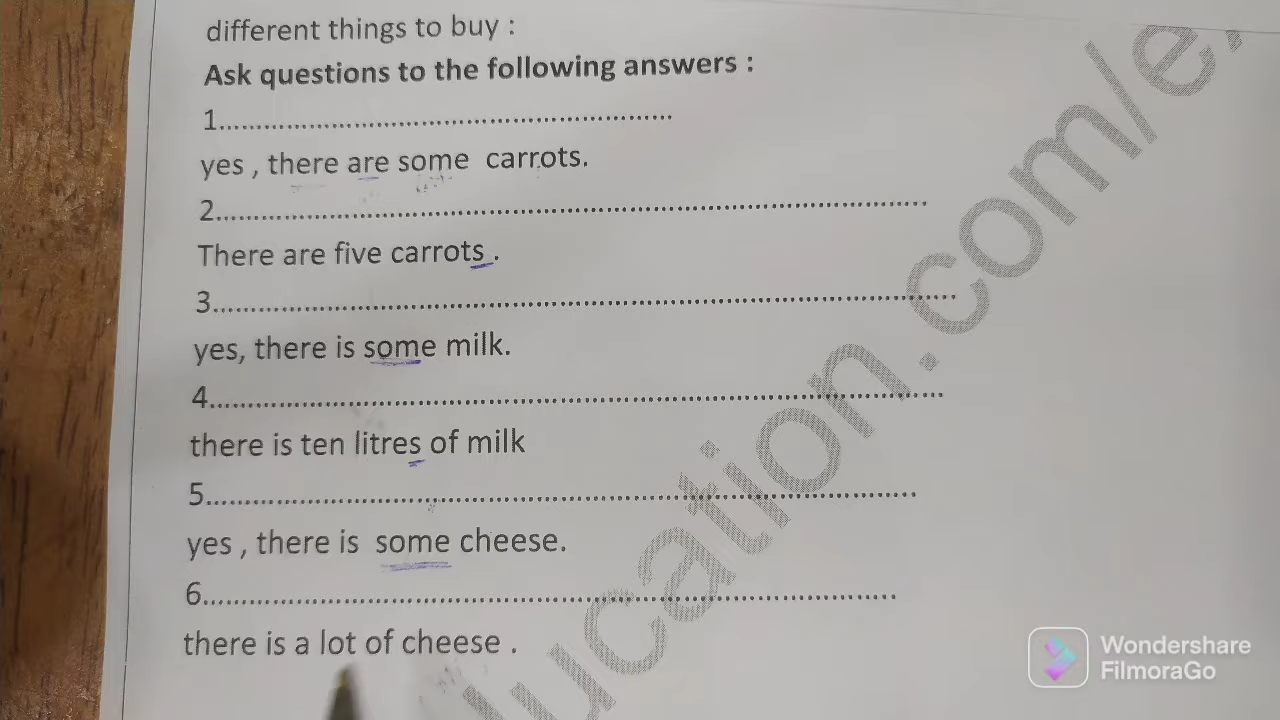 different things to buy :
Ask questions to the following answers :
1............................................................
yes , there are some carrots.
2...............................................................................................
There are five carrots .
3...................................................................................................
yes, there is some milk.
4..................................................................................................
there is ten litres of milk
5...............................................................................................
yes , there is some cheese.
6............................................................................................
there is a lot of cheese .
ucation.com/e
Wondershare
FilmoraGo